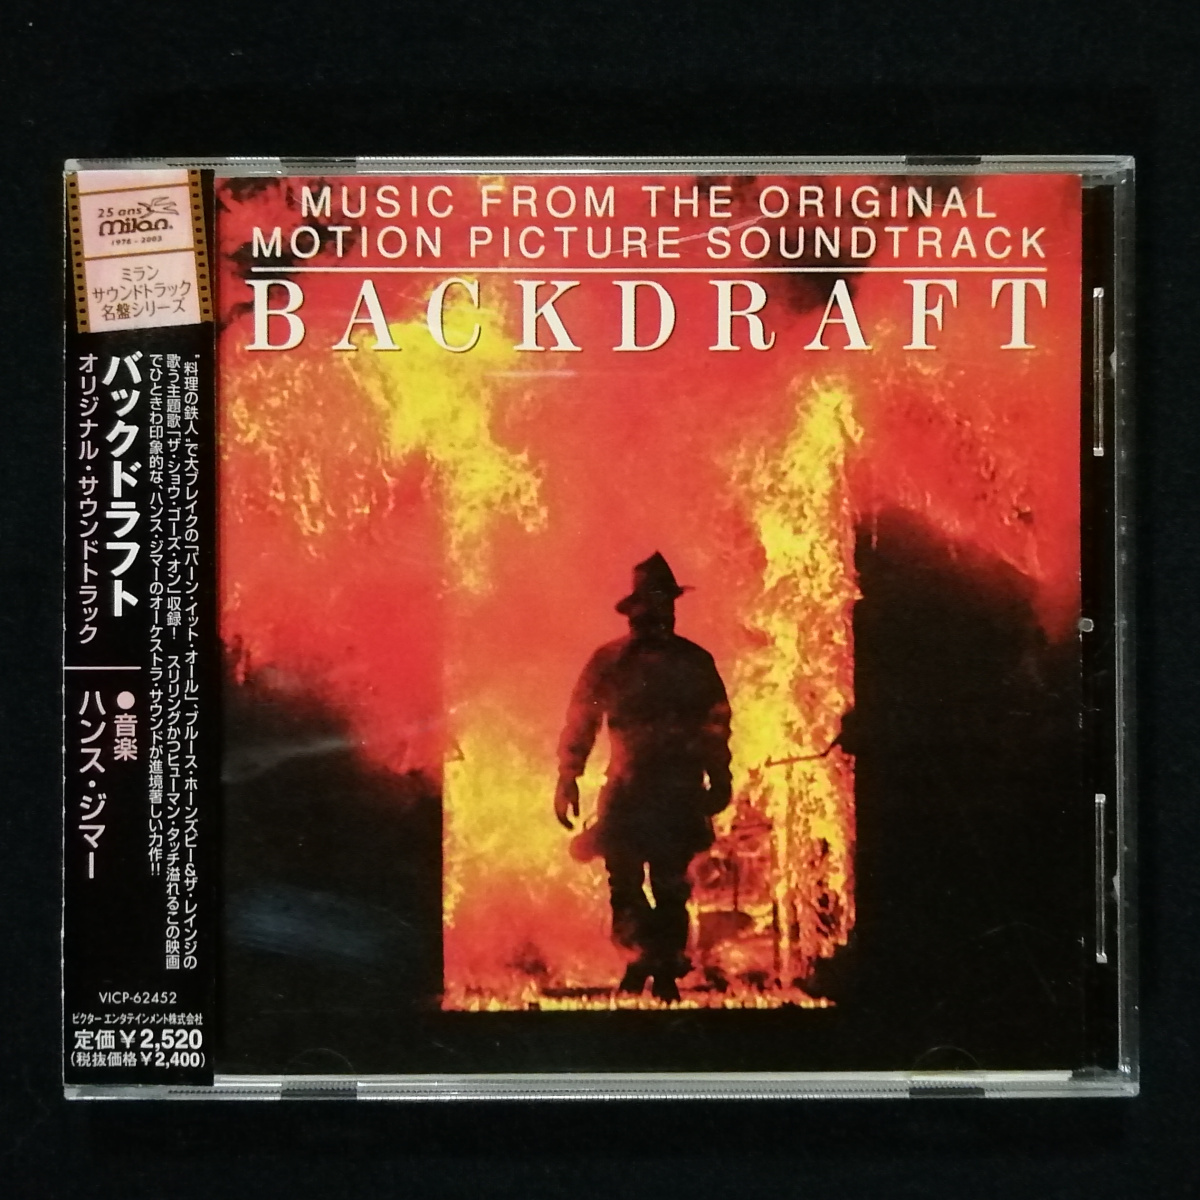 25 ans
milan.
1978 - 2003
ミラン
サウンドトラック
名盤シリーズ
バックドラフト
オリジナル・サウンドトラック
●音楽
ハンス・ジマー
"料理の鉄人"で大ブレイクの「バーン・イット・オール」、ブルース・ホーンズビー&ザ・レインジの
歌う主題歌「ザ・ショウ・ゴーズ・オン」収録! スリリングかつヒューマン・タッチ溢れるこの映画
でひときわ印象的な、ハンス・ジマーのオーケストラ・サウンドが進境著しい力作!!
VICP-62452
ビクター エンタテインメント株式会社
定価¥2,520
(税抜価格¥2,400)
MUSIC FROM THE ORIGINAL
MOTION PICTURE SOUNDTRACK
BACKDRAFT